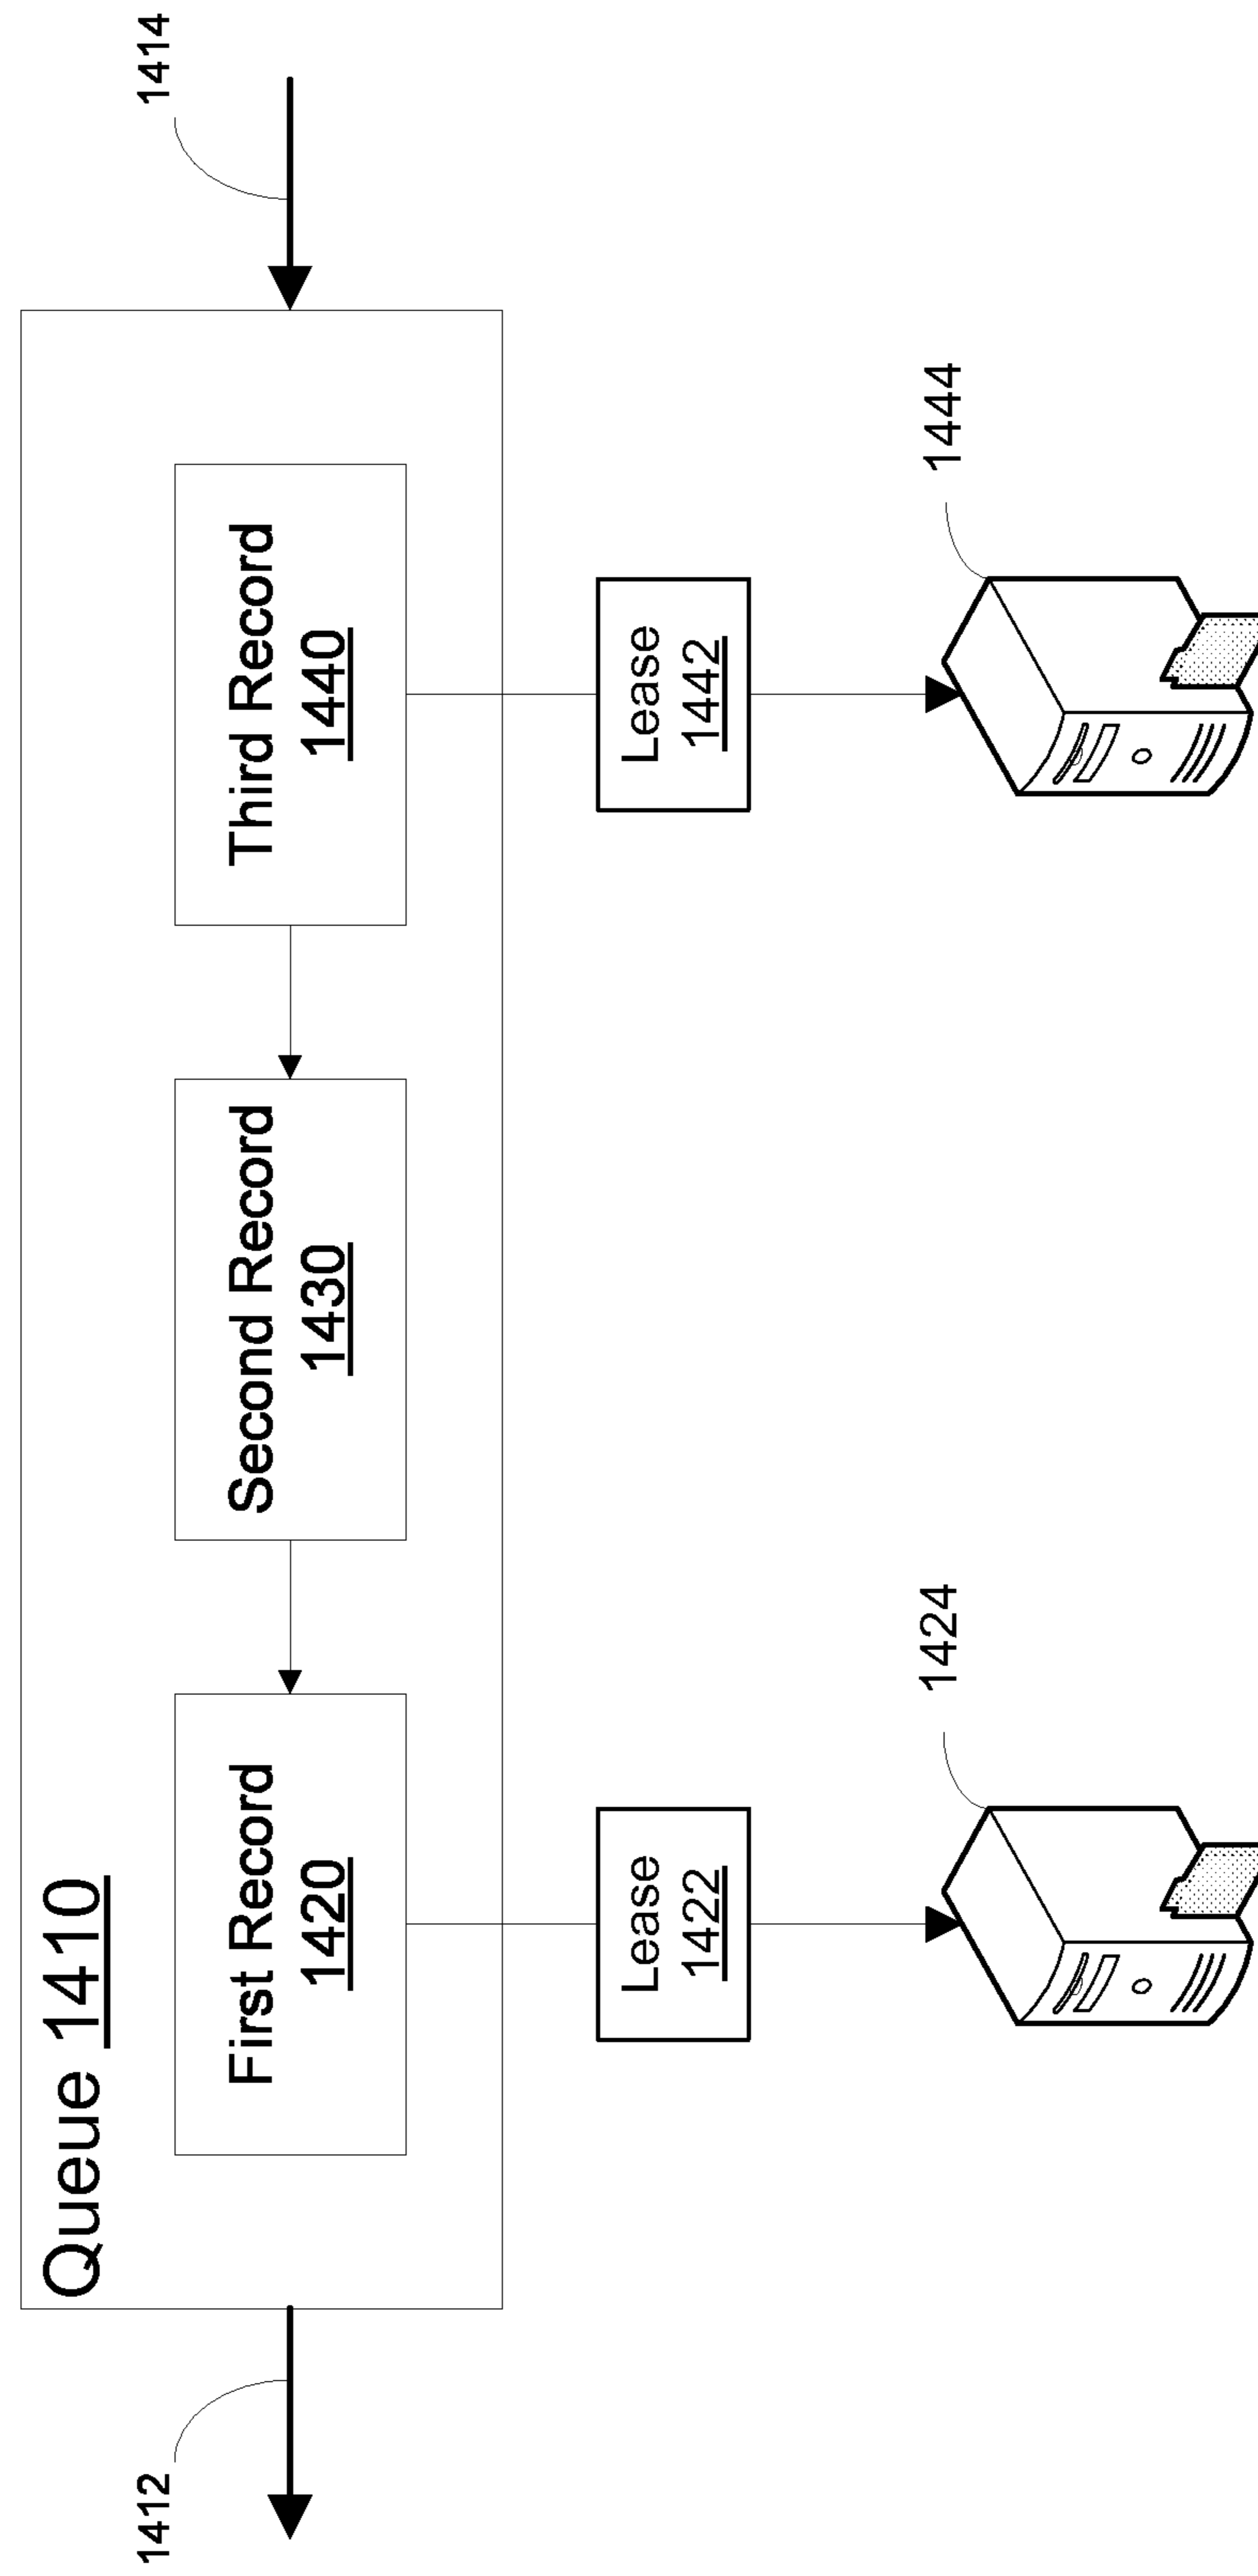 Queue 1410
1412
1414
First Record
1420
Second Record
1430
Third Record
1440
Lease
1422
Lease
1442
1424
1444